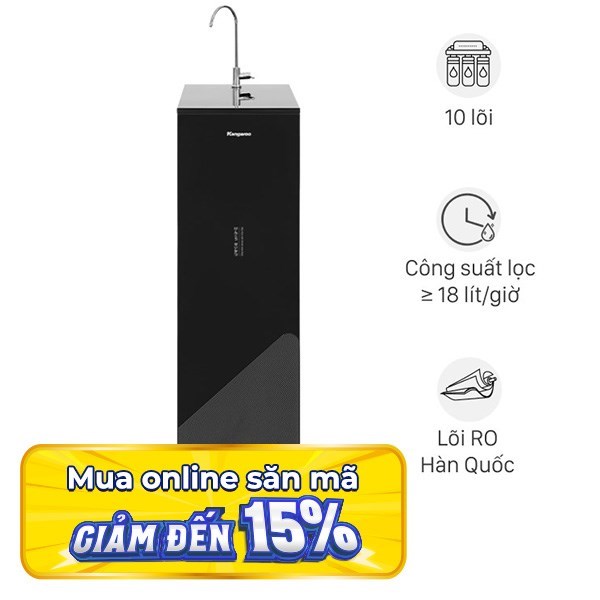 Kangaroo
10 lõi
Công suất lọc
≥ 18 lít/giờ
Lõi RO
Hàn Quốc
Mua online săn mã
GIẢM ĐẾN 15%